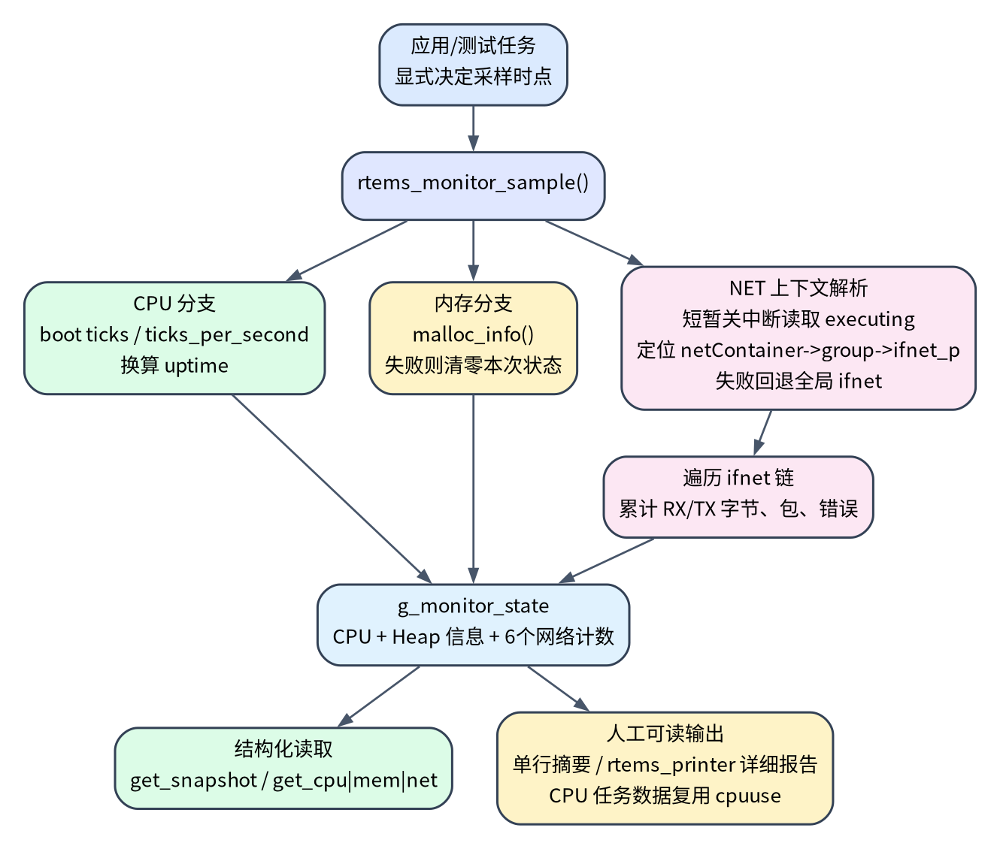 应用/测试任务
显式决定采样时点
rtems_monitor_sample()
CPU 分支
boot ticks / ticks_per_second
换算 uptime
内存分支
malloc_info()
失败则清零本次状态
NET 上下文解析
短暂关中断读取 executing
定位 netContainer->group->ifnet_p
失败回退全局 ifnet
遍历 ifnet 链
累计 RX/TX 字节、包、错误
g_monitor_state
CPU + Heap 信息 + 6个网络计数
结构化读取
get_snapshot / get_cpu|mem|net
人工可读输出
单行摘要 / rtems_printer 详细报告
CPU 任务数据复用 cpuuse